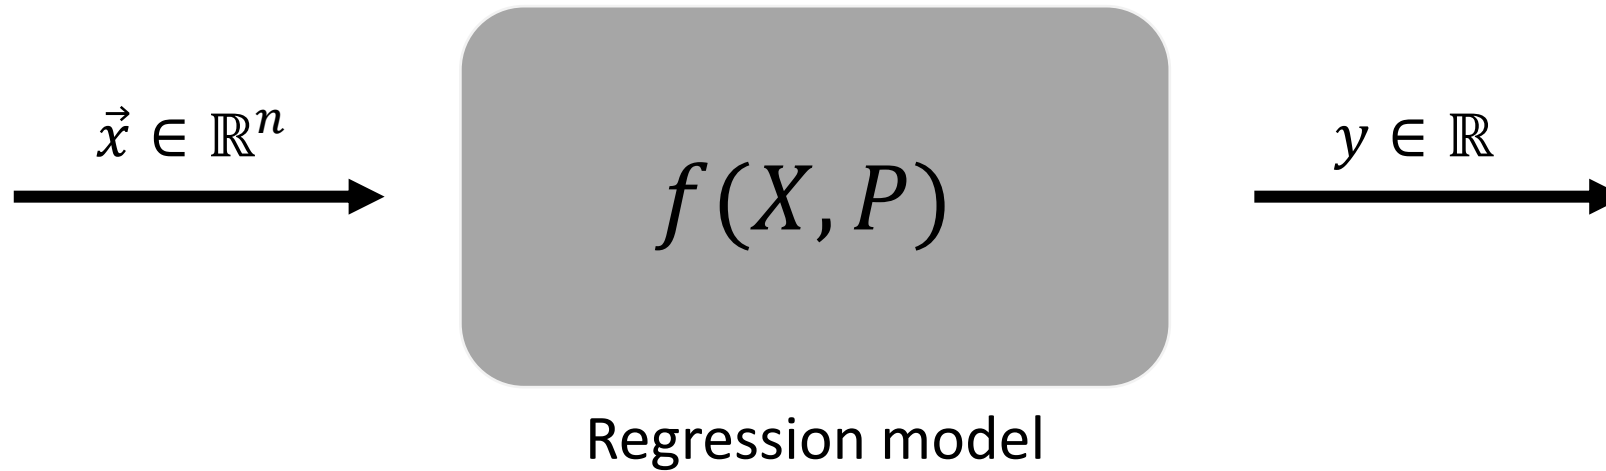 x⃗ ∈ ℝⁿ
f(X, P)
y ∈ ℝ
Regression model